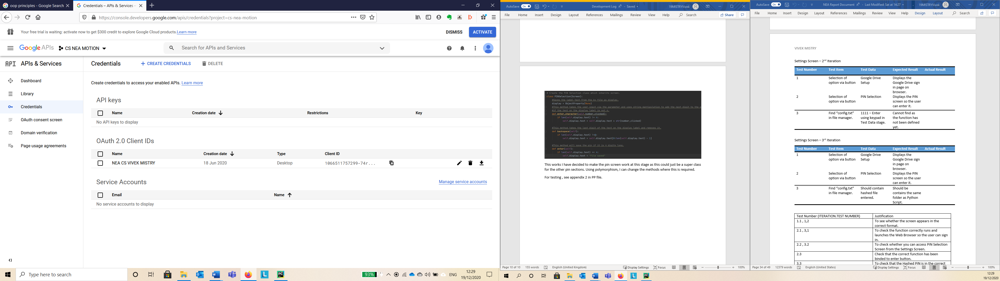 oop principles - Google Search
Credentials – APIs & Services –
https://console.developers.google.com/apis/credentials?project=cs-nea-motion
Your free trial is waiting: activate now to get $300 credit to explore Google Cloud products. Learn more
DISMISS
ACTIVATE
Google APIs
CS NEA MOTION
Search for APIs and Services
API
APIs & Services
Dashboard
Library
Credentials
OAuth consent screen
Domain verification
Page usage agreements
Credentials
+ CREATE CREDENTIALS
DELETE
Create credentials to access your enabled APIs. Learn more
API keys
Name Creation date Restrictions Key
No API keys to display
OAuth 2.0 Client IDs
Name Creation date Type Client ID
NEA CS VIVEK MISTRY 18 Jun 2020 Desktop 1066511757299-74r...
Service Accounts
Manage service accounts
Email Name
No service accounts to display
Type here to search
93%
ENG
12:29
19/12/2020
AutoSave On
Development Log - Saved
19MISTRYVivek
File Home Insert Design Layout References Mailings Review View Help Search
Share
# Create the PIN Selection class which inherits screen.
class PINSelection(Screen):
#Saves the label text from the kv file as display.
display = ObjectProperty(None)
#This method takes the user input via the parameter and uses string manipulation to add the next digit to the
#if the text on the display label is not 4.
def enter_character(self,number_clicked):
if len(self.display.text) != 4:
self.display.text = self.display.text + str(number_clicked)
#This method takes the last digit of the text on the display label and removes it.
def backspace(self):
if len(self.display.text) !=0:
self.display.text = self.display.text[0:len(self.display.text) - 1]
#This method will save the pin if it is 4 digits long.
def enter(self):
if len(self.display.text) == 4:
self.display.text = "File saved"
This works I have decided to make the pin screen work at this stage as this could just be a super class
for the other pin sections. Using polymorphism, I can change the methods where this is required.
For testing , see appendix 2 in PP file.
Page 10 of 10 155 words English (United Kingdom) Display Settings Focus 100%
AutoSave On
NEA Report Document - Last Modified: Sat at 14:27
19MISTRYVivek
File Home Insert Design Layout References Mailings Review View Help Design Layout Search
VIVEK MISTRY
Settings Screen – 2nd Iteration
Test Number Test Item Test Data Expected Result Actual Result
1 Selection of Google Drive Displays the
option via button Setup Google Drive sign
in page on
browser.
2 Selection of PIN Selection Displays the PIN
option via button screen so the user
can enter it.
3 Find “config.txt” 1111 – Enter Cannot find as
in file manager. using keypad in the function has
Test Data stage. not been defined
yet.
Settings Screen – 3rd Iteration
Test Number Test Item Test Data Expected Result Actual Result
1 Selection of Google Drive Displays the
option via button Setup Google Drive sign
in page on
browser.
2 Selection of PIN Selection Displays the PIN
option via button screen so the user
can enter it.
3 Find “config.txt” Should contain Should be
in file manager. hashed file contains the same
entered. folder as Python
Script.
Test Number (ITERATION.TEST NUMBER) Justification
1.1 , 1,2 To see whether the screen appears in the
correct format.
2.1 , 3,1 To check the function correctly runs and
launches the Web Browser so the user can sign
in.
2.2 , 3.2 To check whether you can access PIN Selection
Screen from the Settings Screen.
2.3 Check that the correct function has been
binded to enter button.
3.3 To check that the Hashed PIN is in the correct
Page 34 of 49 12379 words English (United States) Display Settings Focus 100%
12:29
19/12/2020